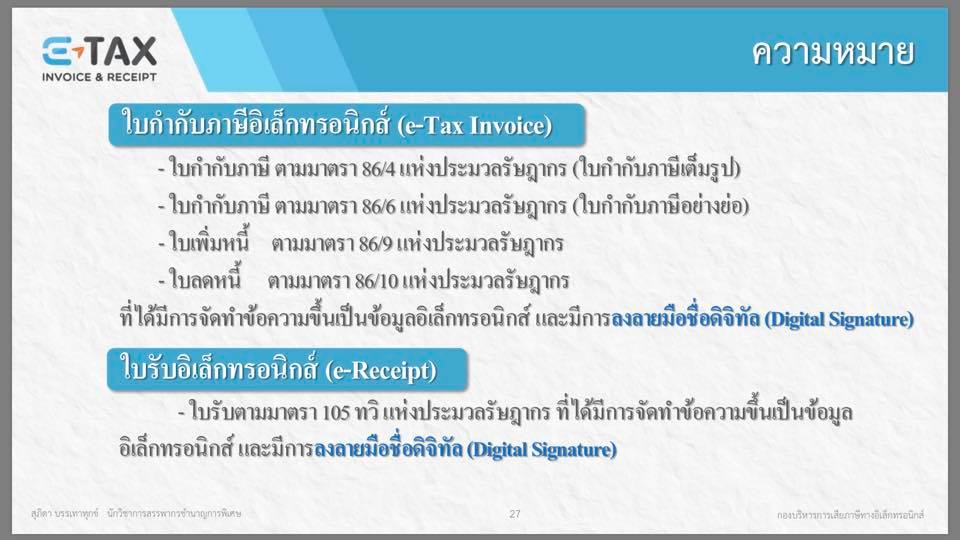 E-TAX
INVOICE & RECEIPT
ความหมาย
ใบกำกับภาษีอิเล็กทรอนิกส์ (e-Tax Invoice)
- ใบกำกับภาษี ตามมาตรา 86/4 แห่งประมวลรัษฎากร (ใบกำกับภาษีเต็มรูป)
- ใบกำกับภาษี ตามมาตรา 86/6 แห่งประมวลรัษฎากร (ใบกำกับภาษีอย่างย่อ)
- ใบเพิ่มหนี้ ตามมาตรา 86/9 แห่งประมวลรัษฎากร
- ใบลดหนี้ ตามมาตรา 86/10 แห่งประมวลรัษฎากร
ที่ได้มีการจัดทำข้อความขึ้นเป็นข้อมูลอิเล็กทรอนิกส์ และมีการลงลายมือชื่อดิจิทัล (Digital Signature)
ใบรับอิเล็กทรอนิกส์ (e-Receipt)
- ใบรับตามมาตรา 105 ทวิ แห่งประมวลรัษฎากร ที่ได้มีการจัดทำข้อความขึ้นเป็นข้อมูล
อิเล็กทรอนิกส์ และมีการลงลายมือชื่อดิจิทัล (Digital Signature)
สุภิตา บรรเทาทุกข์ นักวิชาการสรรพากรชำนาญการพิเศษ
27
กองบริหารการเสียภาษีทางอิเล็กทรอนิกส์